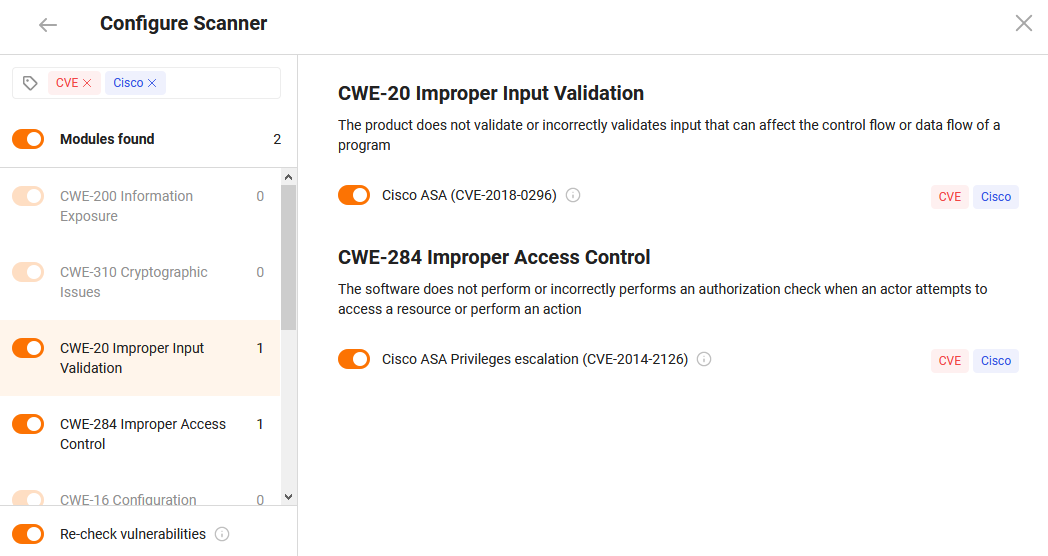 Configure Scanner
CVE
Cisco
Modules found 2
CWE-200 Information 0
Exposure
CWE-310 Cryptographic 0
Issues
CWE-20 Improper Input 1
Validation
CWE-284 Improper Access 1
Control
CWE-16 Configuration 0
Re-check vulnerabilities
CWE-20 Improper Input Validation
The product does not validate or incorrectly validates input that can affect the control flow or data flow of a
program
Cisco ASA (CVE-2018-0296) CVE Cisco
CWE-284 Improper Access Control
The software does not perform or incorrectly performs an authorization check when an actor attempts to
access a resource or perform an action
Cisco ASA Privileges escalation (CVE-2014-2126) CVE Cisco